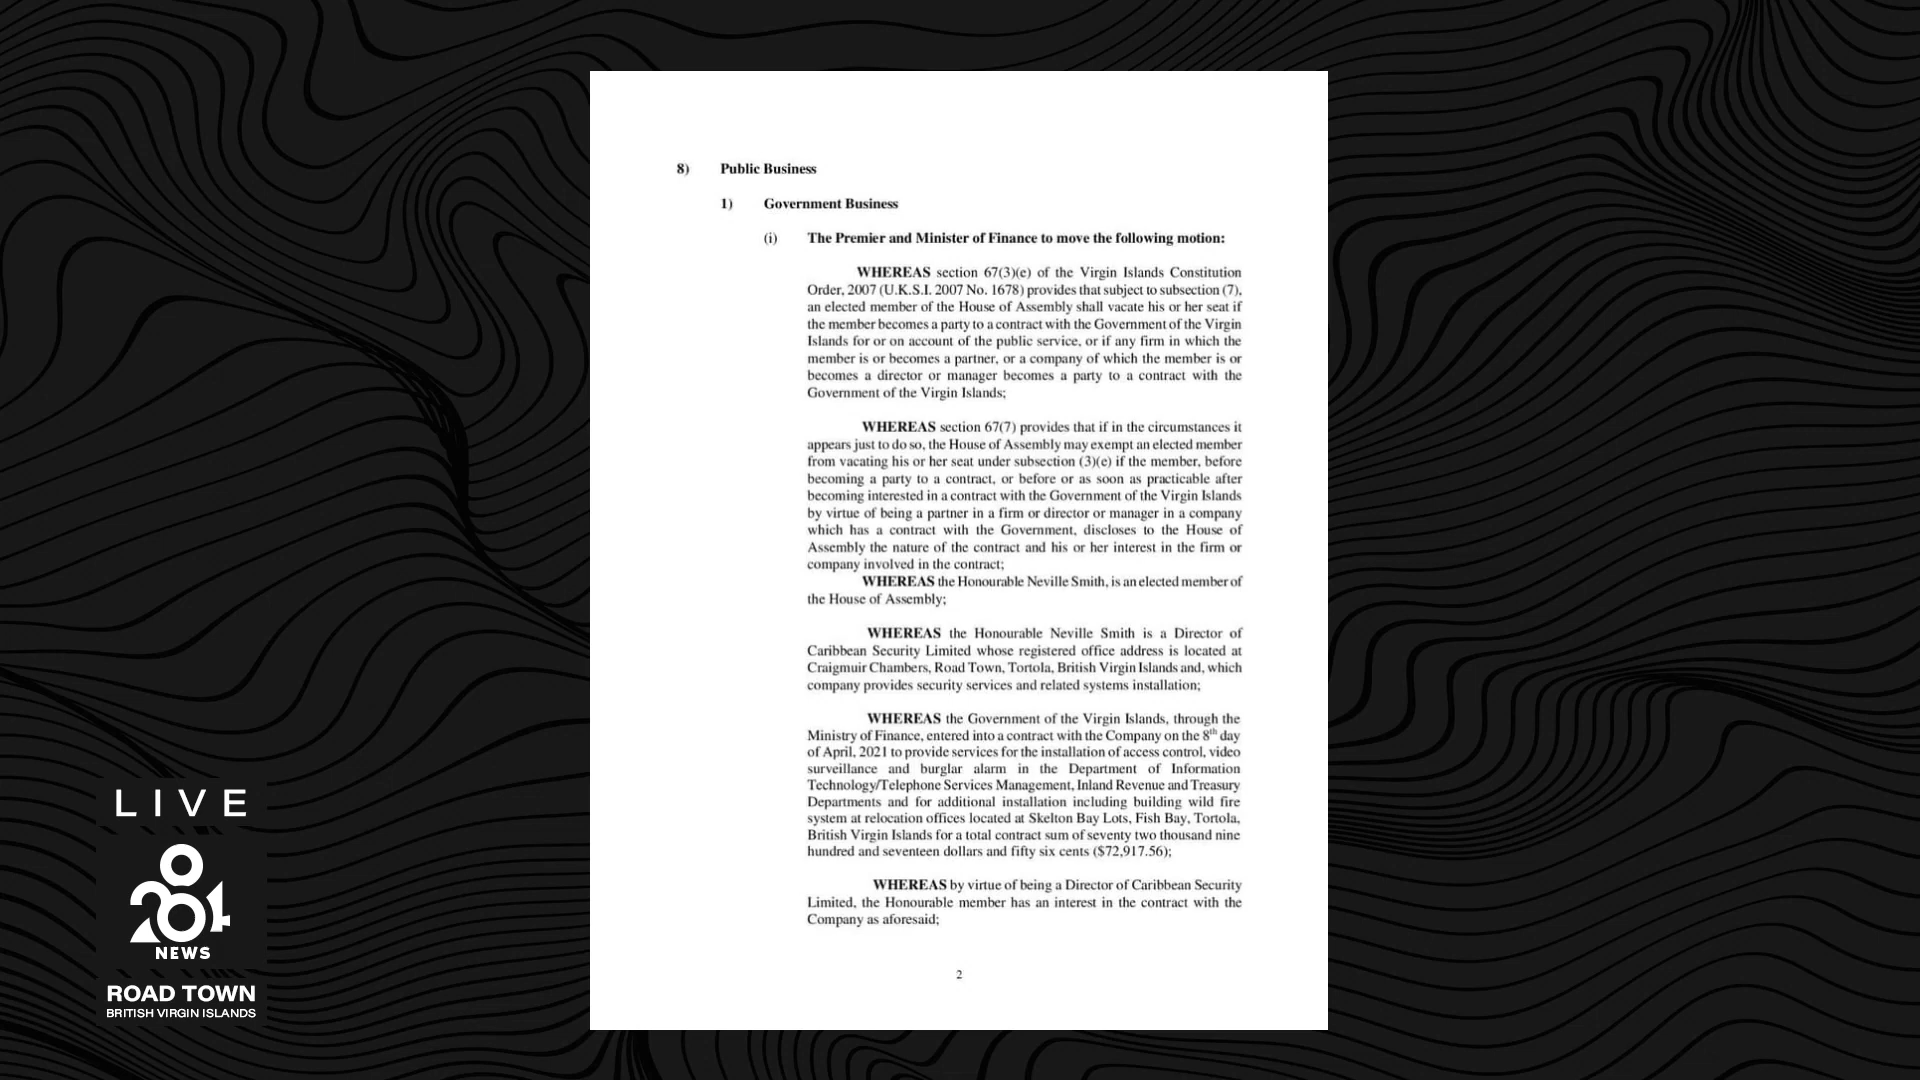 8) Public Business
1) Government Business
(i) The Premier and Minister of Finance to move the following motion:
WHEREAS section 67(3)(e) of the Virgin Islands Constitution
Order, 2007 (U.K.S.I. 2007 No. 1678) provides that subject to subsection (7),
an elected member of the House of Assembly shall vacate his or her seat if
the member becomes a party to a contract with the Government of the Virgin
Islands for or on account of the public service, or if any firm in which the
member is or becomes a partner, or a company of which the member is or
becomes a director or manager becomes a party to a contract with the
Government of the Virgin Islands;
WHEREAS section 67(7) provides that if in the circumstances it
appears just to do so, the House of Assembly may exempt an elected member
from vacating his or her seat under subsection (3)(e) if the member, before
becoming a party to a contract, or before or as soon as practicable after
becoming interested in a contract with the Government of the Virgin Islands
by virtue of being a partner in a firm or director or manager in a company
which has a contract with the Government, discloses to the House of
Assembly the nature of the contract and his or her interest in the firm or
company involved in the contract;
WHEREAS the Honourable Neville Smith, is an elected member of
the House of Assembly;
WHEREAS the Honourable Neville Smith is a Director of
Caribbean Security Limited whose registered office address is located at
Craigmuir Chambers, Road Town, Tortola, British Virgin Islands and, which
company provides security services and related systems installation;
WHEREAS the Government of the Virgin Islands, through the
Ministry of Finance, entered into a contract with the Company on the 8th day
of April, 2021 to provide services for the installation of access control, video
surveillance and burglar alarm in the Department of Information
Technology/Telephone Services Management, Inland Revenue and Treasury
Departments and for additional installation including building wild fire
system at relocation offices located at Skelton Bay Lots, Fish Bay, Tortola,
British Virgin Islands for a total contract sum of seventy two thousand nine
hundred and seventeen dollars and fifty six cents ($72,917.56);
WHEREAS by virtue of being a Director of Caribbean Security
Limited, the Honourable member has an interest in the contract with the
Company as aforesaid;
2
LIVE
8
284
NEWS
ROAD TOWN
BRITISH VIRGIN ISLANDS